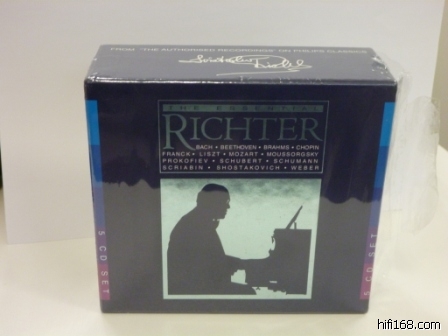 FROM "THE AUTHORISED RECORDINGS" ON PHILIPS CLASSICS
THE ESSENTIAL
RICHTER
BACH • BEETHOVEN • BRAHMS • CHOPIN
FRANCK • LISZT • MOZART • MOUSSORGSKY
PROKOFIEV • SCHUBERT • SCHUMANN
SCRIABIN • SHOSTAKOVICH • WEBER
5 CD SET
5 CD SET
hifi168.com